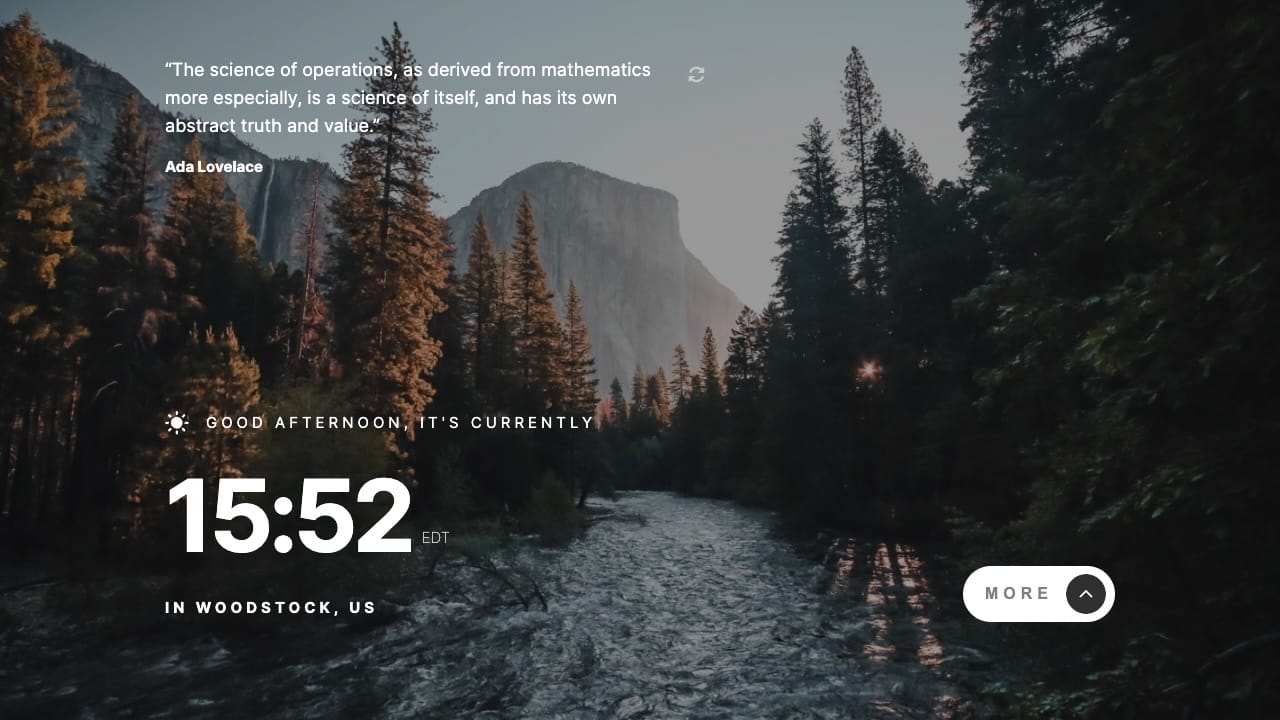 “The science of operations, as derived from mathematics
more especially, is a science of itself, and has its own
abstract truth and value.”
Ada Lovelace
GOOD AFTERNOON, IT'S CURRENTLY
15:52 EDT
IN WOODSTOCK, US
MORE